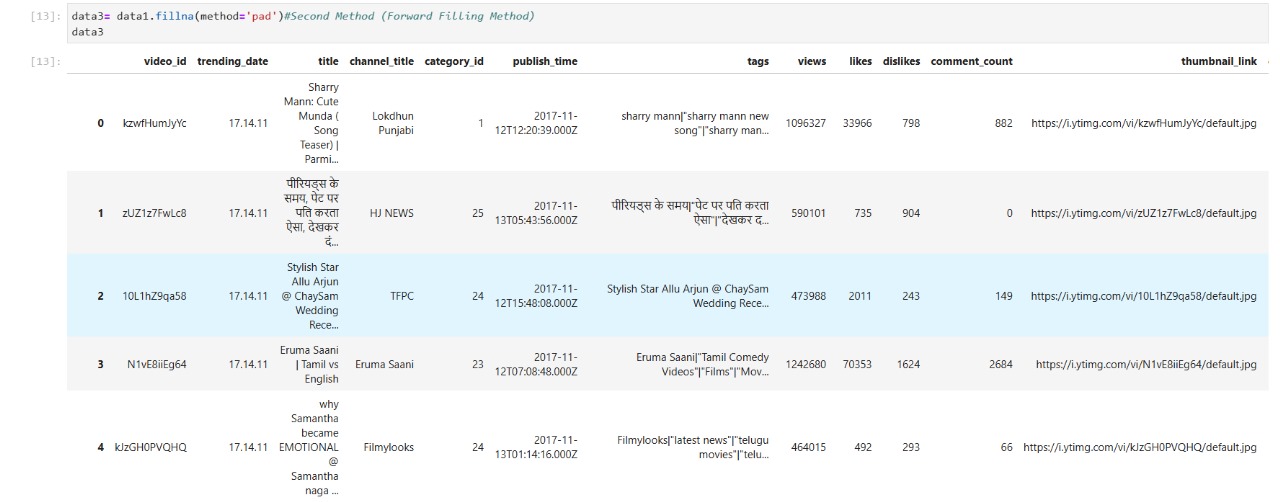 [13]: data3= data1.fillna(method='pad')#Second Method (Forward Filling Method)
data3
[13]: video_id trending_date title channel_title category_id publish_time tags views likes dislikes comment_count thumbnail_link
0 kzwfHumJyYc 17.14.11 Sharry Mann: Cute Munda ( Song Teaser) | Parmi... Lokdhun Punjabi 1 2017-11-12T12:20:39.000Z sharry mann|"sharry mann new song"|"sharry man... 1096327 33966 798 882 https://i.ytimg.com/vi/kzwfHumJyYc/default.jpg
1 zUZ1z7FwLc8 17.14.11 पीरियड्स के समय, पेट पर पति करता ऐसा, देखकर दं... HJ NEWS 25 2017-11-13T05:43:56.000Z पीरियड्स के समय|"पेट पर पति करता ऐसा"|"देखकर द... 590101 735 904 0 https://i.ytimg.com/vi/zUZ1z7FwLc8/default.jpg
2 10L1hZ9qa58 17.14.11 Stylish Star Allu Arjun @ ChaySam Wedding Rece... TFPC 24 2017-11-12T15:48:08.000Z Stylish Star Allu Arjun @ ChaySam Wedding Rece... 473988 2011 243 149 https://i.ytimg.com/vi/10L1hZ9qa58/default.jpg
3 N1vE8iiEg64 17.14.11 Eruma Saani | Tamil vs English Eruma Saani 23 2017-11-12T07:08:48.000Z Eruma Saani|"Tamil Comedy Videos"|"Films"|"Mov... 1242680 70353 1624 2684 https://i.ytimg.com/vi/N1vE8iiEg64/default.jpg
4 kJzGH0PVQHQ 17.14.11 why Samantha became EMOTIONAL @ Samantha naga ... Filmylooks 24 2017-11-13T01:14:16.000Z Filmylooks|"latest news"|"telugu movies"|"telu... 464015 492 293 66 https://i.ytimg.com/vi/kJzGH0PVQHQ/default.jpg